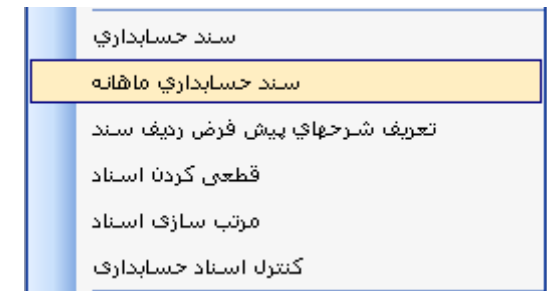 سند حسابداري
سند حسابداري ماهانه
تعريف شرحهاي پيش فرض رديف سند
قطعی کردن اسناد
مرتب سازی اسناد
کنترل اسناد حسابداری